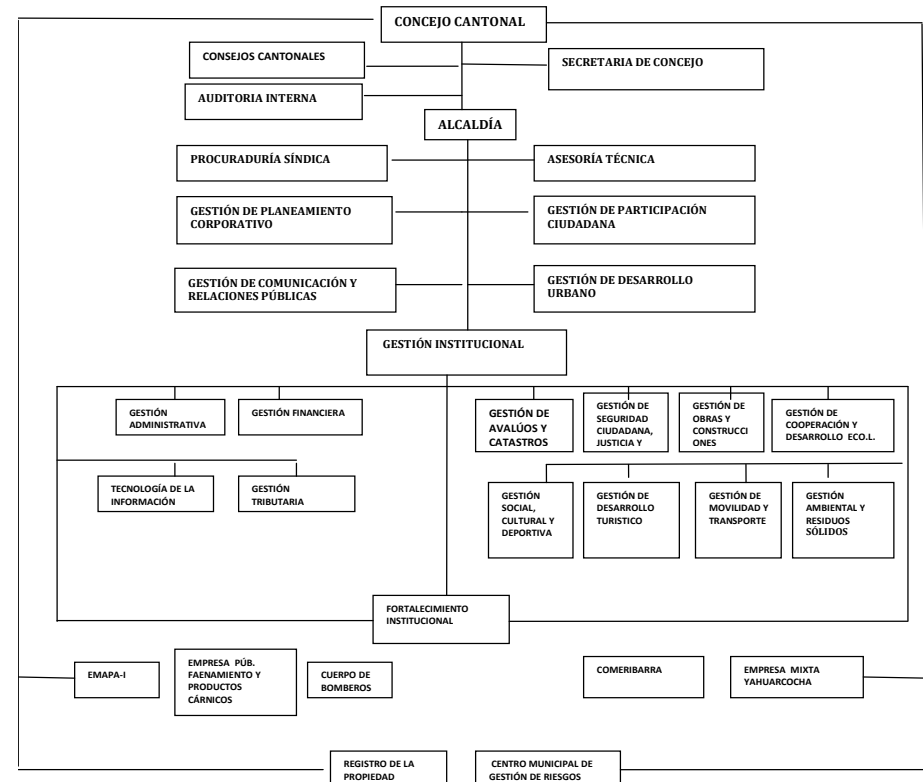 CONCEJO CANTONAL
CONSEJOS CANTONALES
SECRETARIA DE CONCEJO
AUDITORIA INTERNA
ALCALDÍA
PROCURADURÍA SÍNDICA
ASESORÍA TÉCNICA
GESTIÓN DE PLANEAMIENTO
CORPORATIVO
GESTIÓN DE PARTICIPACIÓN
CIUDADANA
GESTIÓN DE COMUNICACIÓN Y
RELACIONES PÚBLICAS
GESTIÓN DE DESARROLLO
URBANO
GESTIÓN INSTITUCIONAL
GESTIÓN
ADMINISTRATIVA
GESTIÓN FINANCIERA
GESTIÓN DE
AVALÚOS Y
CATASTROS
GESTIÓN DE
SEGURIDAD
CIUDADANA,
JUSTICIA Y
GESTIÓN DE
OBRAS Y
CONSTRUCCI
ONES
GESTIÓN DE
COOPERACIÓN Y
DESARROLLO ECO.L.
TECNOLOGÍA DE LA
INFORMACIÓN
GESTIÓN
TRIBUTARIA
GESTIÓN
SOCIAL,
CULTURAL Y
DEPORTIVA
GESTIÓN DE
DESARROLLO
TURISTICO
GESTIÓN DE
MOVILIDAD Y
TRANSPORTE
GESTIÓN
AMBIENTAL Y
RESIDUOS
SÓLIDOS
FORTALECIMIENTO
INSTITUCIONAL
EMAPA-I
EMPRESA PÚB.
FAENAMIENTO Y
PRODUCTOS
CÁRNICOS
CUERPO DE
BOMBEROS
COMERIBARRA
EMPRESA MIXTA
YAHUARCOCHA
REGISTRO DE LA
PROPIEDAD
CENTRO MUNICIPAL DE
GESTIÓN DE RIESGOS